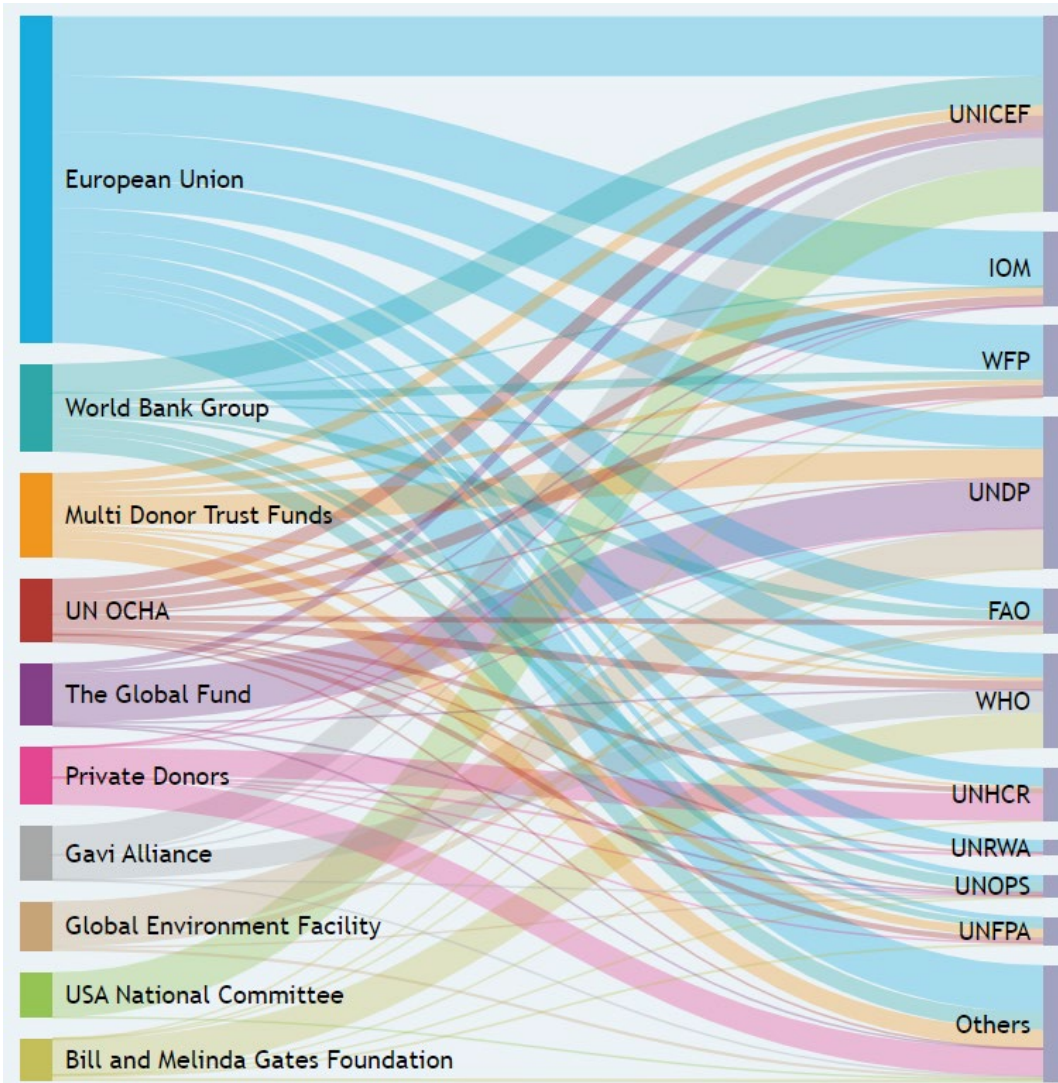 European Union
World Bank Group
Multi Donor Trust Funds
UN OCHA
The Global Fund
Private Donors
Gavi Alliance
Global Environment Facility
USA National Committee
Bill and Melinda Gates Foundation
UNICEF
IOM
WFP
UNDP
FAO
WHO
UNHCR
UNRWA
UNOPS
UNFPA
Others